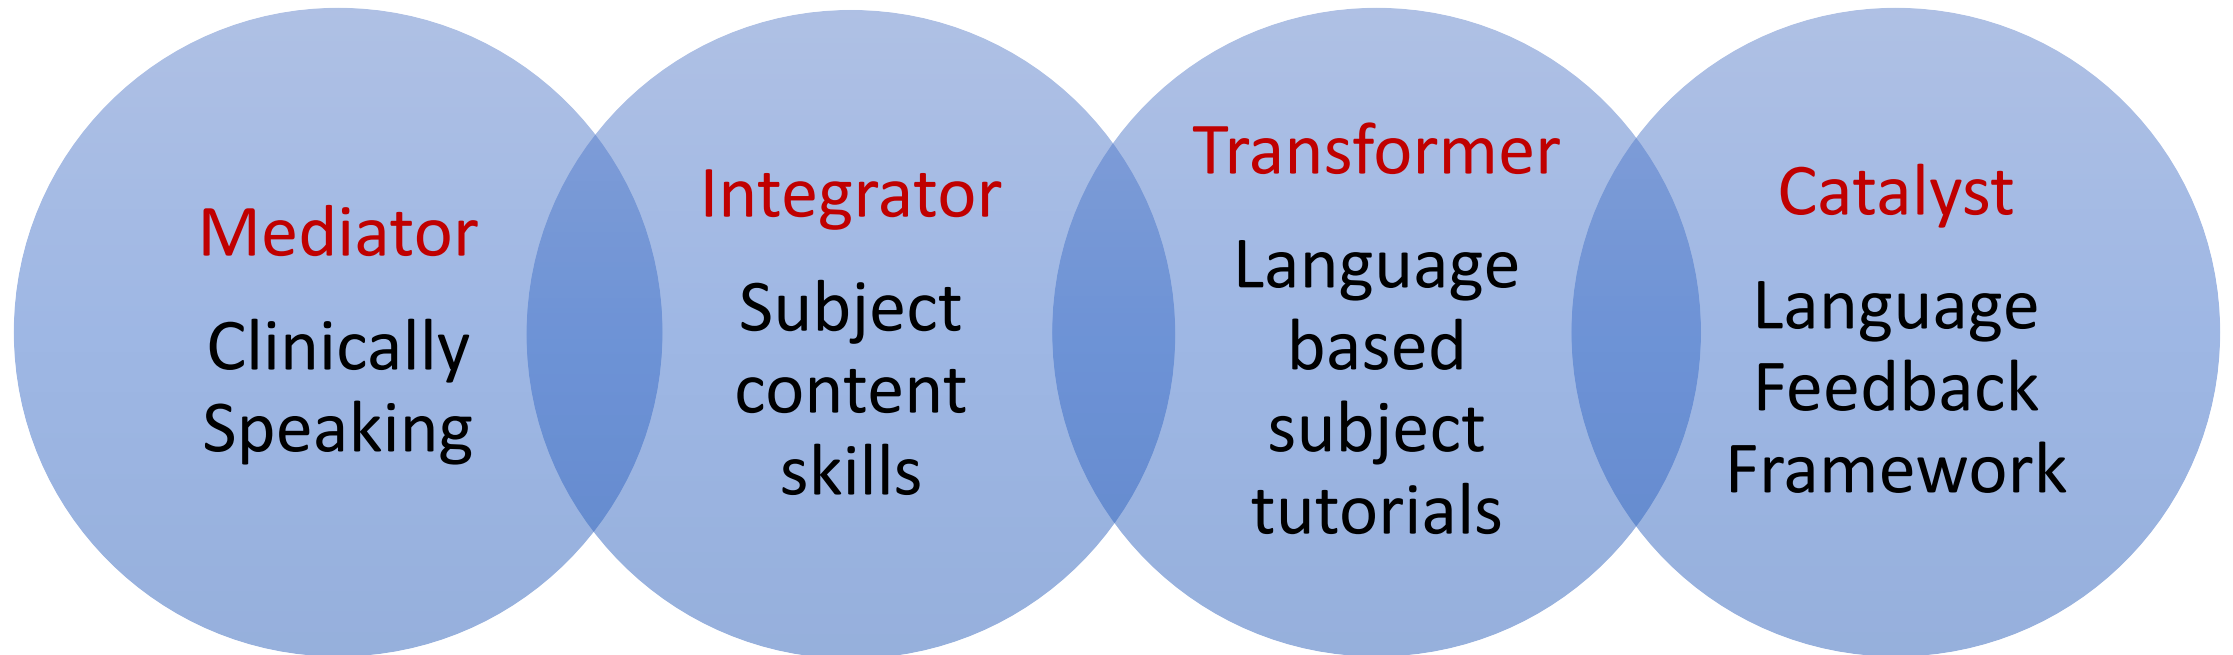 Mediator
Clinically
Speaking
Integrator
Subject
content
skills
Transformer
Language
based
subject
tutorials
Catalyst
Language
Feedback
Framework